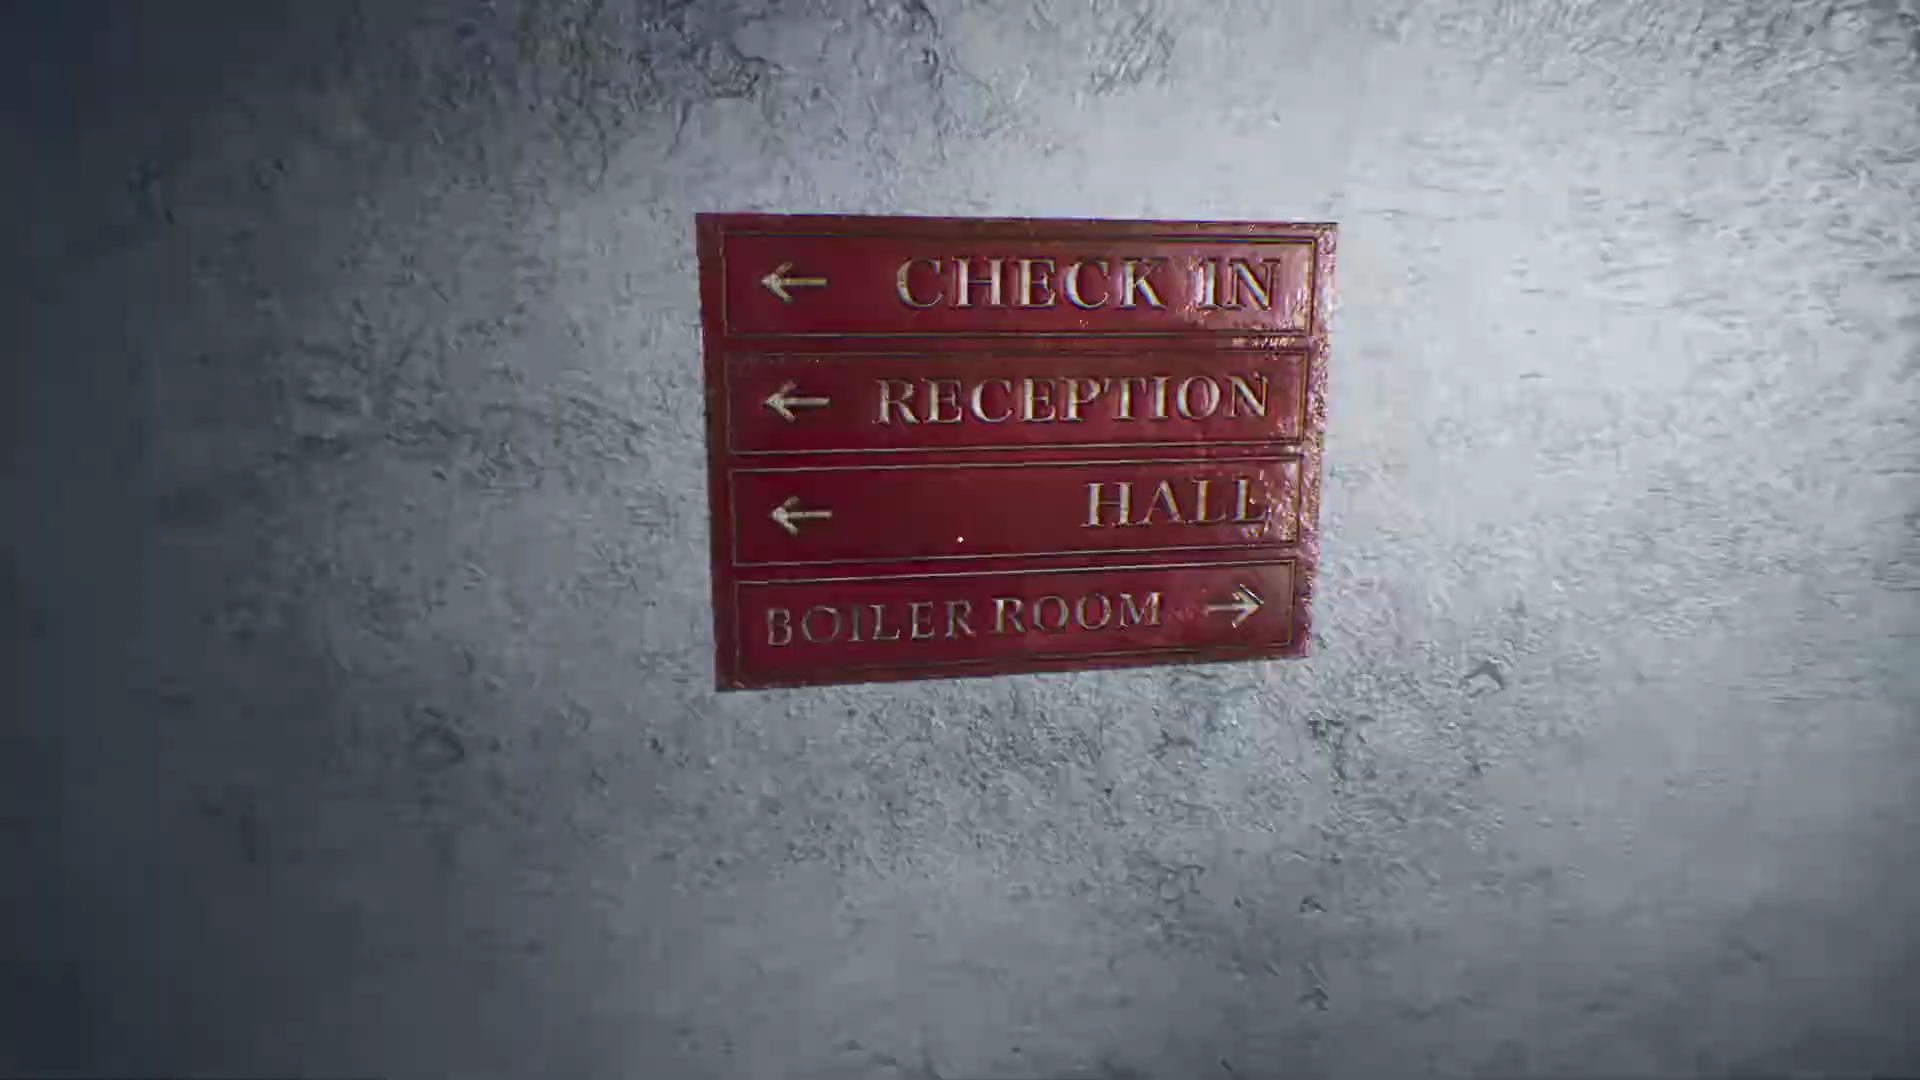 ← CHECK IN
← RECEPTION
← HALL
BOILER ROOM →